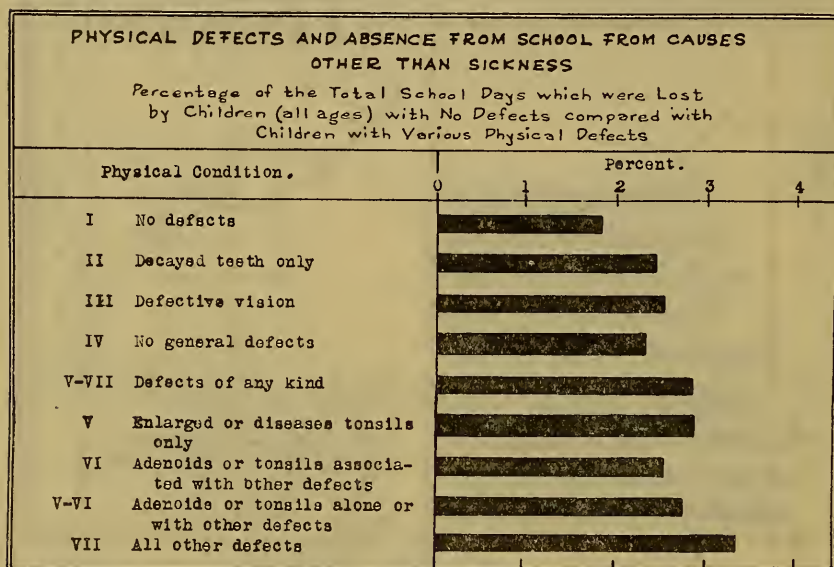 PHYSICAL DEFECTS AND ABSENCE FROM SCHOOL FROM CAUSES
OTHER THAN SICKNESS
Percentage of the Total School Days which were Lost
by Children (all ages) with No Defects compared with
Children with Various Physical Defects
Physical Condition.
Percent.
0 1 2 3 4
I No defects
II Decayed teeth only
III Defective vision
IV No general defects
V-VII Defects of any kind
V Enlarged or diseases tonsils
only
VI Adenoids or tonsils associa-
ted with other defects
V-VI Adenoids or tonsils alone or
with other defects
VII All other defects